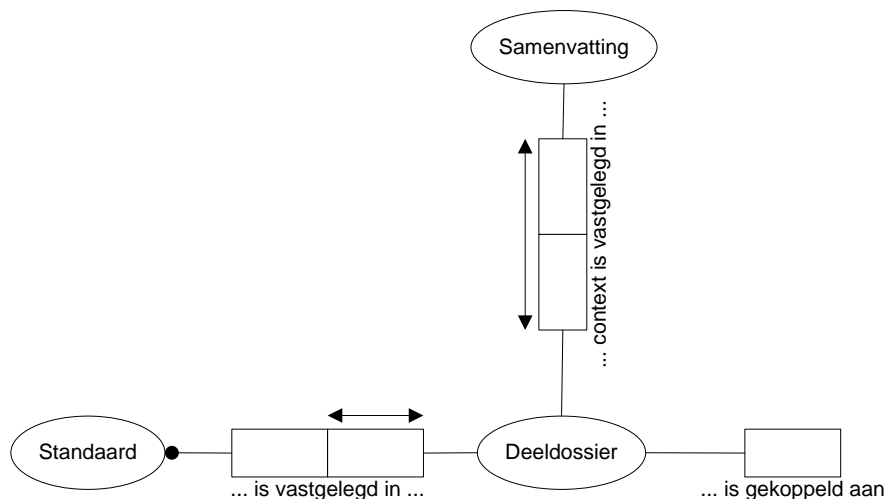 Samenvatting
... context is vastgelegd in ...
Standaard
Deeldossier
... is vastgelegd in ...
... is gekoppeld aan